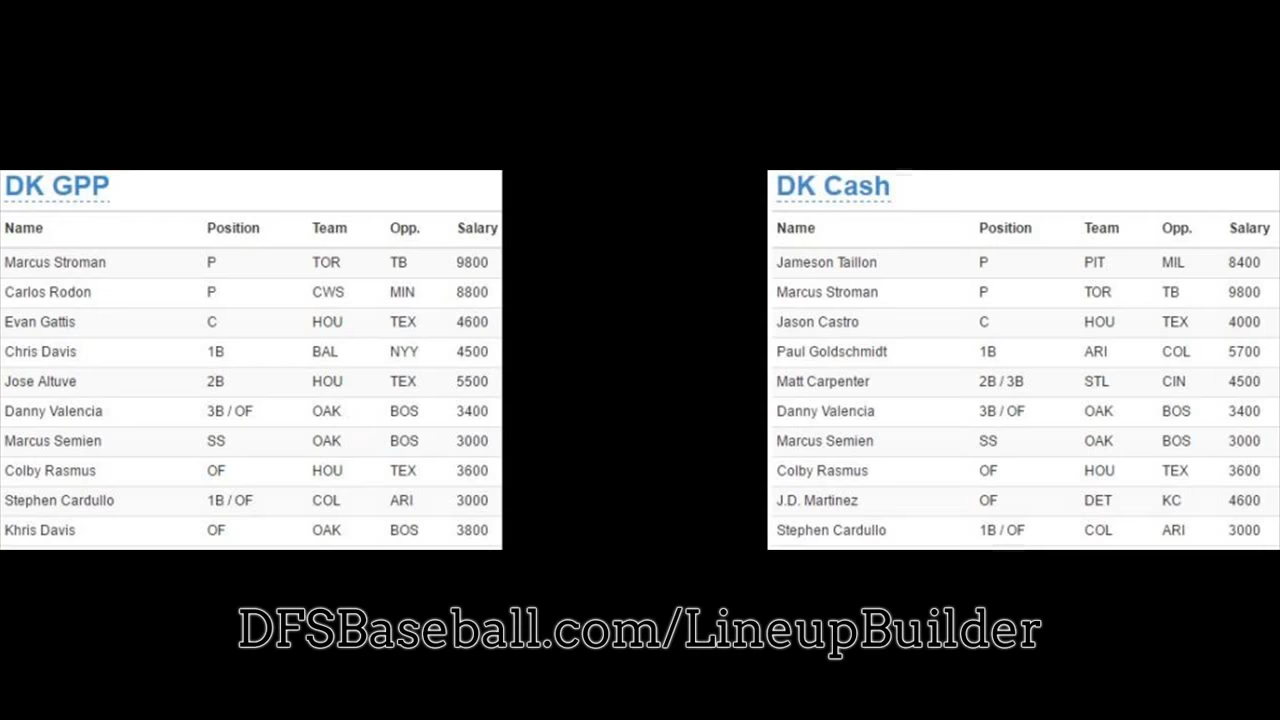 DK GPP
Name Position Team Opp. Salary
Marcus Stroman P TOR TB 9800
Carlos Rodon P CWS MIN 8800
Evan Gattis C HOU TEX 4600
Chris Davis 1B BAL NYY 4500
Jose Altuve 2B HOU TEX 5500
Danny Valencia 3B / OF OAK BOS 3400
Marcus Semien SS OAK BOS 3000
Colby Rasmus OF HOU TEX 3600
Stephen Cardullo 1B / OF COL ARI 3000
Khris Davis OF OAK BOS 3800
DK Cash
Name Position Team Opp. Salary
Jameson Taillon P PIT MIL 8400
Marcus Stroman P TOR TB 9800
Jason Castro C HOU TEX 4000
Paul Goldschmidt 1B ARI COL 5700
Matt Carpenter 2B / 3B STL CIN 4500
Danny Valencia 3B / OF OAK BOS 3400
Marcus Semien SS OAK BOS 3000
Colby Rasmus OF HOU TEX 3600
J.D. Martinez OF DET KC 4600
Stephen Cardullo 1B / OF COL ARI 3000
DFSBaseball.com/LineupBuilder